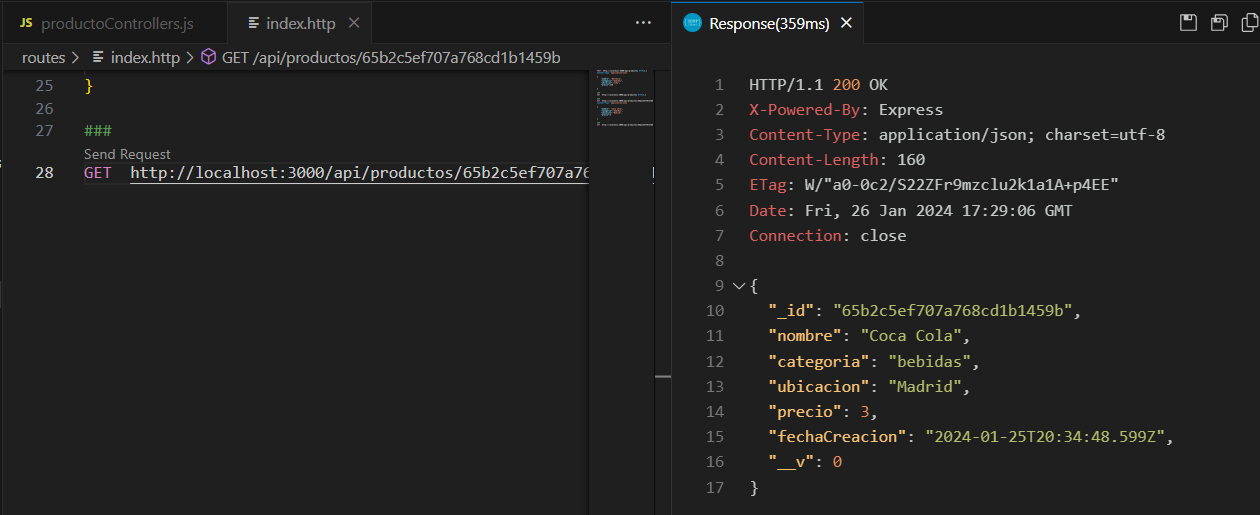 JS productoControllers.js
index.http
routes > index.http > GET /api/productos/65b2c5ef707a768cd1b1459b
25 }
26
27 ###
Send Request
28 GET http://localhost:3000/api/productos/65b2c5ef707a76
Response(359ms)
1 HTTP/1.1 200 OK
2 X-Powered-By: Express
3 Content-Type: application/json; charset=utf-8
4 Content-Length: 160
5 ETag: W/"a0-0c2/S22ZFr9mzclu2k1a1A+p4EE"
6 Date: Fri, 26 Jan 2024 17:29:06 GMT
7 Connection: close
8
9 {
10 "_id": "65b2c5ef707a768cd1b1459b",
11 "nombre": "Coca Cola",
12 "categoria": "bebidas",
13 "ubicacion": "Madrid",
14 "precio": 3,
15 "fechaCreacion": "2024-01-25T20:34:48.599Z",
16 "__v": 0
17 }